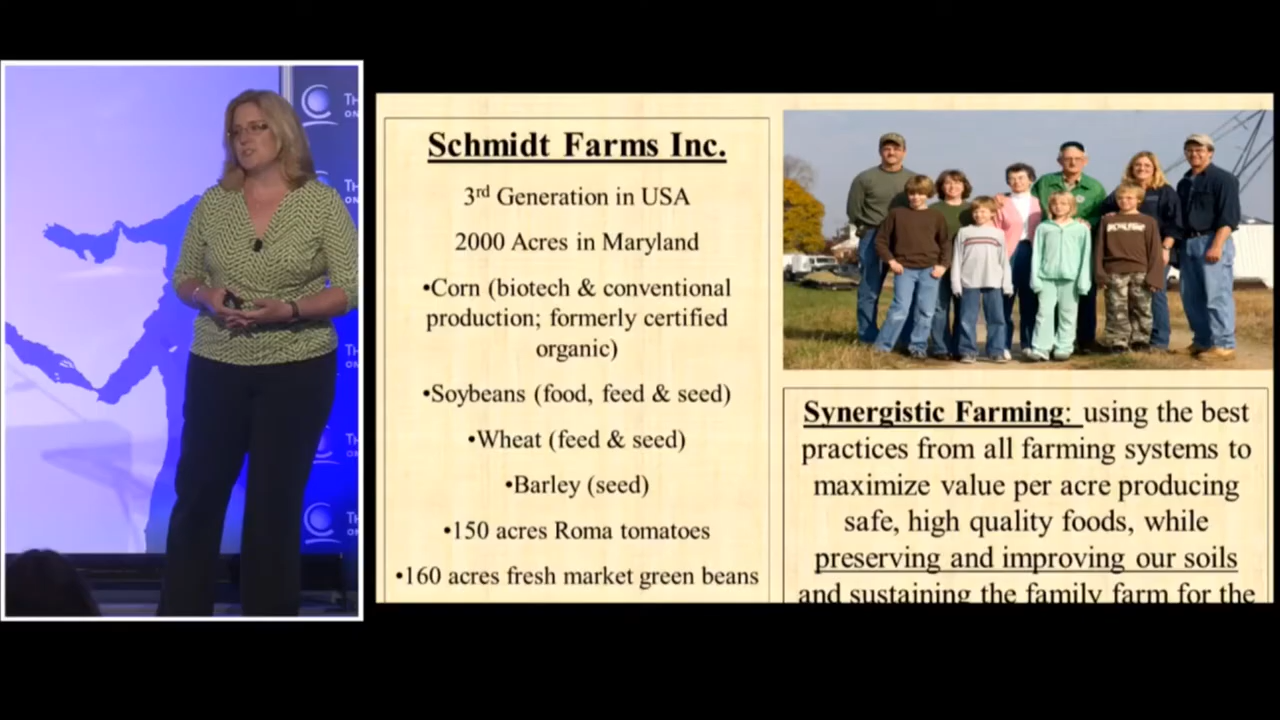 Schmidt Farms Inc.
3rd Generation in USA
2000 Acres in Maryland
•Corn (biotech & conventional
production; formerly certified
organic)
•Soybeans (food, feed & seed)
•Wheat (feed & seed)
•Barley (seed)
•150 acres Roma tomatoes
•160 acres fresh market green beans
Synergistic Farming: using the best
practices from all farming systems to
maximize value per acre producing
safe, high quality foods, while
preserving and improving our soils
and sustaining the family farm for the